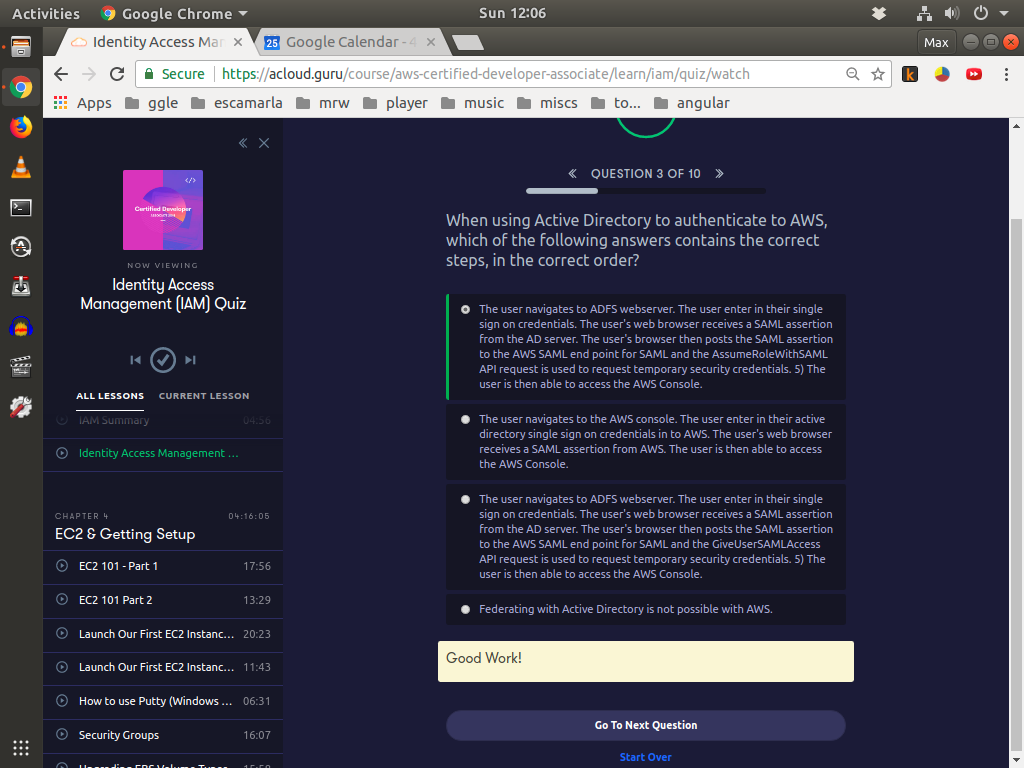 Activities
Google Chrome
Sun 12:06
Identity Access Mar
Google Calendar - 4
Max
Secure
https://acloud.guru/course/aws-certified-developer-associate/learn/iam/quiz/watch
Apps
ggle
escamarla
mrw
player
music
miscs
to...
angular
Certified Developer
NOW VIEWING
Identity Access
Management (IAM) Quiz
ALL LESSONS
CURRENT LESSON
IAM Summary
04:56
Identity Access Management ...
CHAPTER 4
04:16:05
EC2 & Getting Setup
EC2 101 - Part 1
17:56
EC2 101 Part 2
13:29
Launch Our First EC2 Instanc...
20:23
Launch Our First EC2 Instanc...
11:43
How to use Putty (Windows ...
06:31
Security Groups
16:07
Upgrading EBS Volume Types
QUESTION 3 OF 10
When using Active Directory to authenticate to AWS,
which of the following answers contains the correct
steps, in the correct order?
The user navigates to ADFS webserver. The user enter in their single
sign on credentials. The user's web browser receives a SAML assertion
from the AD server. The user's browser then posts the SAML assertion
to the AWS SAML end point for SAML and the AssumeRoleWithSAML
API request is used to request temporary security credentials. 5) The
user is then able to access the AWS Console.
The user navigates to the AWS console. The user enter in their active
directory single sign on credentials in to AWS. The user's web browser
receives a SAML assertion from AWS. The user is then able to access
the AWS Console.
The user navigates to ADFS webserver. The user enter in their single
sign on credentials. The user's web browser receives a SAML assertion
from the AD server. The user's browser then posts the SAML assertion
to the AWS SAML end point for SAML and the GiveUserSAMLAccess
API request is used to request temporary security credentials. 5) The
user is then able to access the AWS Console.
Federating with Active Directory is not possible with AWS.
Good Work!
Go To Next Question
Start Over